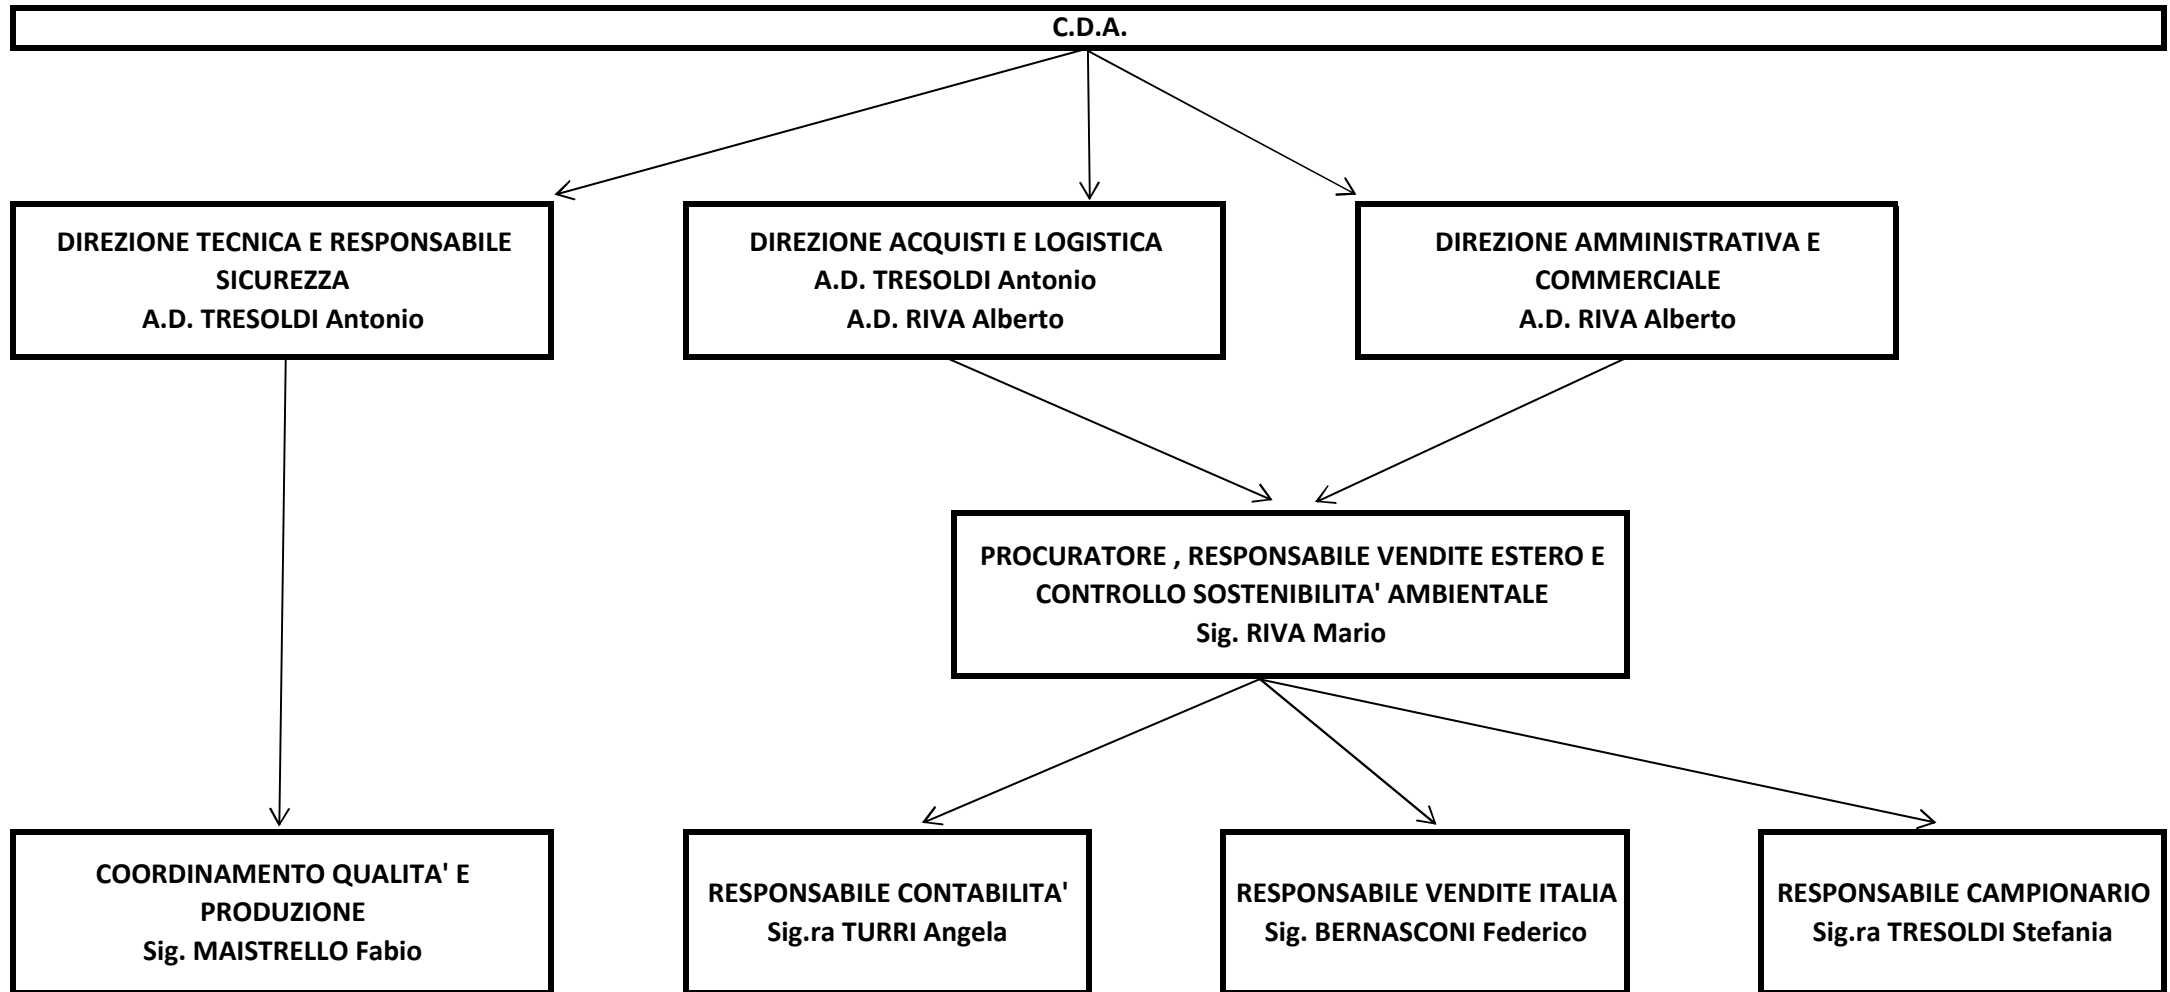 C.D.A.
DIREZIONE TECNICA E RESPONSABILE
SICUREZZA
A.D. TRESOLDI Antonio
DIREZIONE ACQUISTI E LOGISTICA
A.D. TRESOLDI Antonio
A.D. RIVA Alberto
DIREZIONE AMMINISTRATIVA E
COMMERCIALE
A.D. RIVA Alberto
PROCURATORE , RESPONSABILE VENDITE ESTERO E
CONTROLLO SOSTENIBILITA' AMBIENTALE
Sig. RIVA Mario
COORDINAMENTO QUALITA' E
PRODUZIONE
Sig. MAISTRELLO Fabio
RESPONSABILE CONTABILITA'
Sig.ra TURRI Angela
RESPONSABILE VENDITE ITALIA
Sig. BERNASCONI Federico
RESPONSABILE CAMPIONARIO
Sig.ra TRESOLDI Stefania